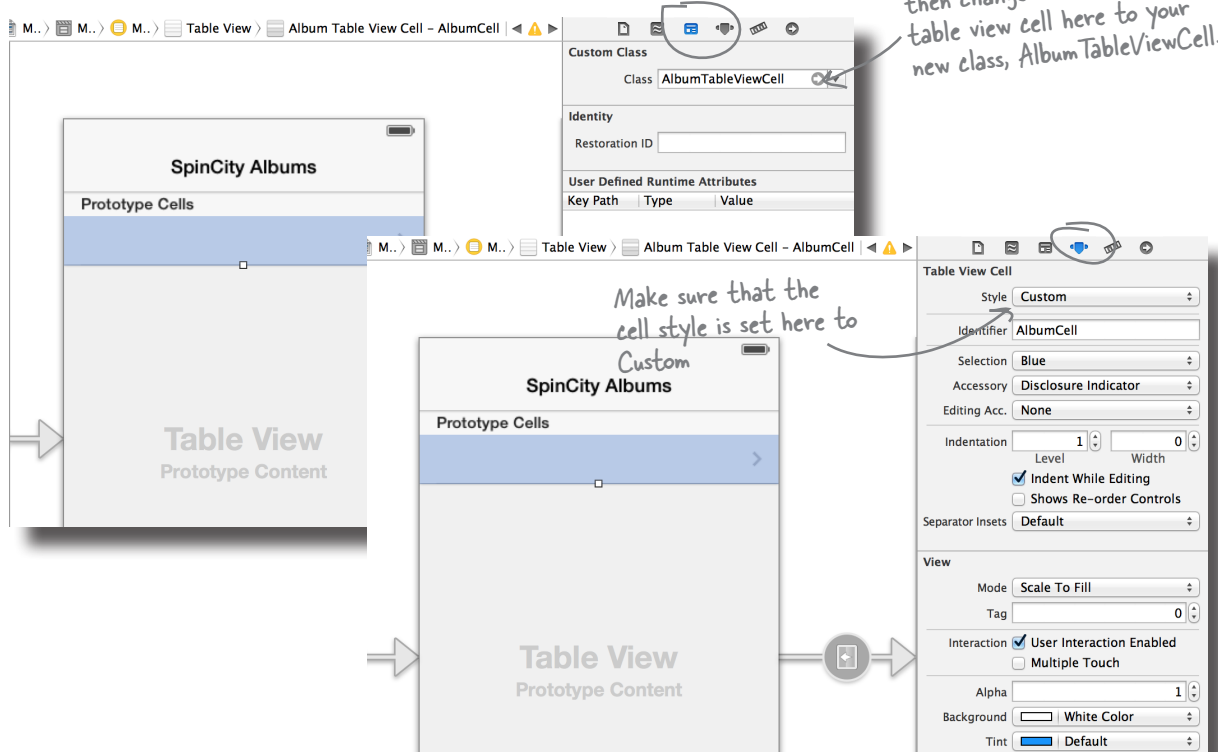 then change
table view cell here to your
new class, AlbumTableViewCell.
M.. M.. M.. Table View Album Table View Cell – AlbumCell
Custom Class
Class AlbumTableViewCell
Identity
Restoration ID
User Defined Runtime Attributes
Key Path Type Value
SpinCity Albums
Prototype Cells
Table View
Prototype Content
M.. M.. M.. Table View Album Table View Cell – AlbumCell
Make sure that the
cell style is set here to
Custom
SpinCity Albums
Prototype Cells
Table View
Prototype Content
Table View Cell
Style Custom
Identifier AlbumCell
Selection Blue
Accessory Disclosure Indicator
Editing Acc. None
Indentation 1 0
Level Width
Indent While Editing
Shows Re-order Controls
Separator Insets Default
View
Mode Scale To Fill
Tag 0
Interaction User Interaction Enabled
Multiple Touch
Alpha 1
Background White Color
Tint Default